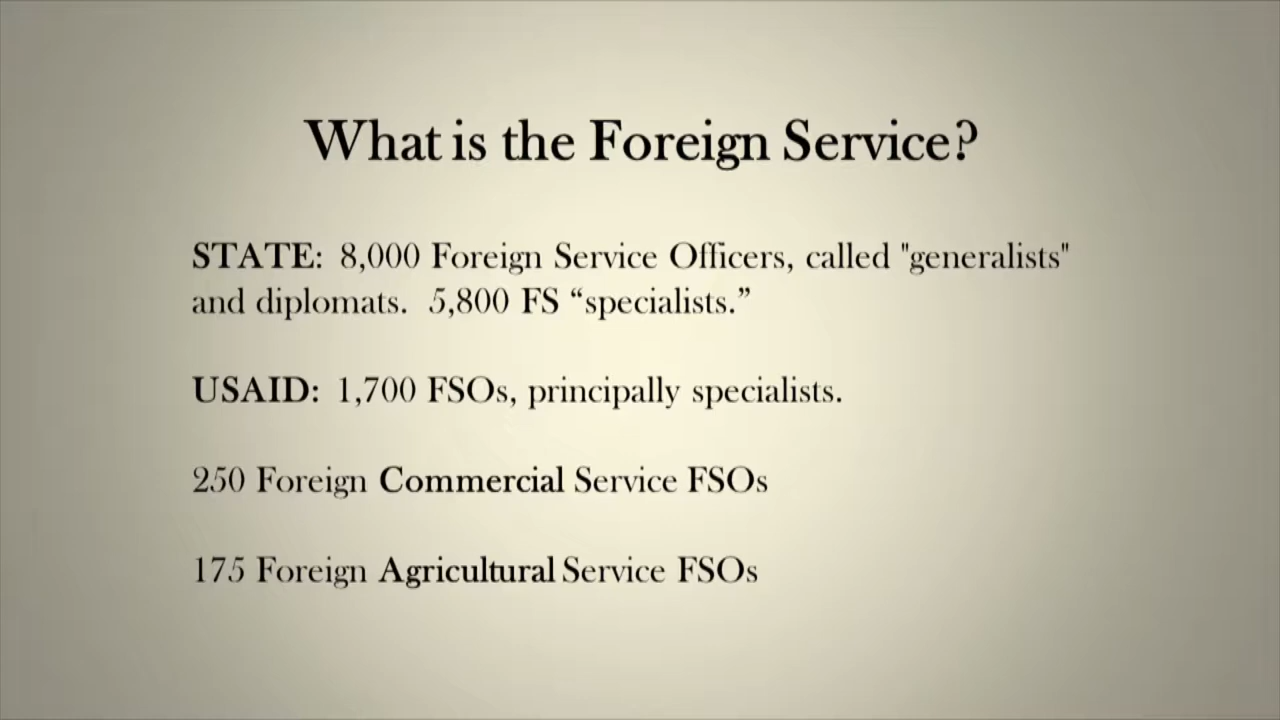 What is the Foreign Service?
STATE: 8,000 Foreign Service Officers, called "generalists"
and diplomats. 5,800 FS “specialists.”
USAID: 1,700 FSOs, principally specialists.
250 Foreign Commercial Service FSOs
175 Foreign Agricultural Service FSOs